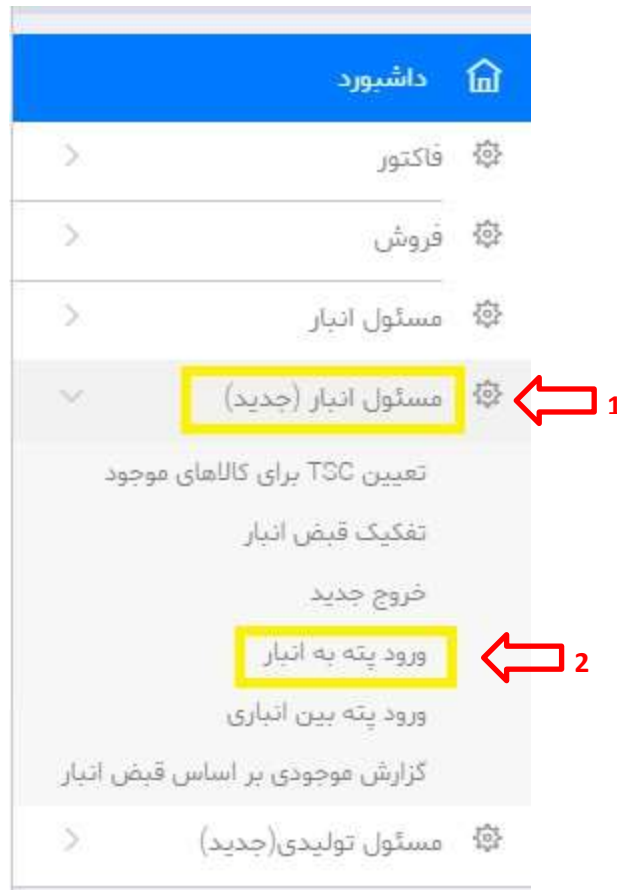 داشبورد
فاکتور
فروش
مسئول انبار
مسئول انبار (جدید)
1
تعیین TSC برای کالاهای موجود
تفکیک قبض انبار
خروج جدید
ورود پته به انبار
2
ورود پته بین انباری
گزارش موجودی بر اساس قبض انبار
مسئول تولیدی(جدید)